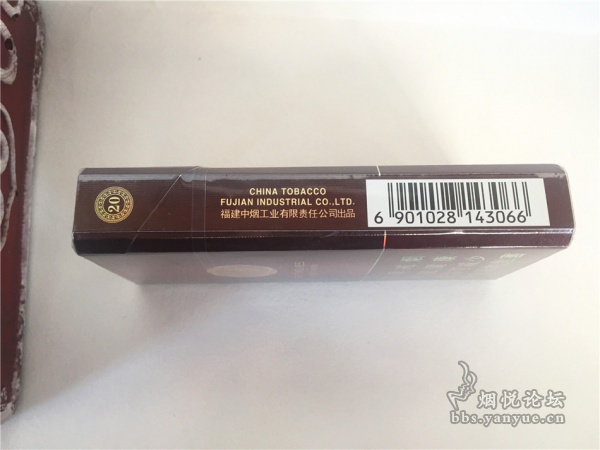 20
CHINA TOBACCO
FUJIAN INDUSTRIAL CO.,LTD.
福建中烟工业有限责任公司出品
6 901028 143066
烟悦论坛
bbs.yanyue.cn